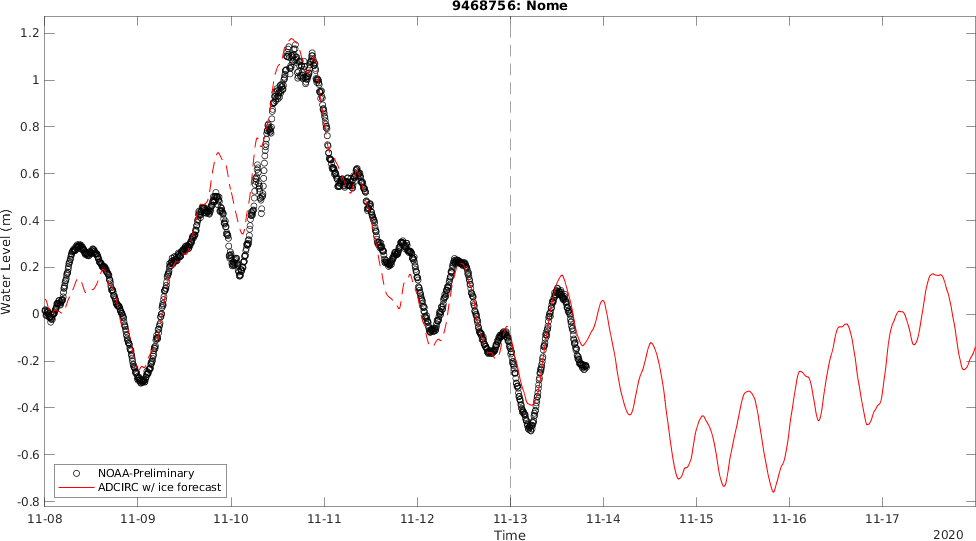 9468756: Nome
1.2
1
0.8
0.6
0.4
0.2
0
-0.2
-0.4
-0.6
-0.8
Water Level (m)
NOAA-Preliminary
ADCIRC w/ ice forecast
11-08 11-09 11-10 11-11 11-12 11-13 11-14 11-15 11-16 11-17
Time
2020